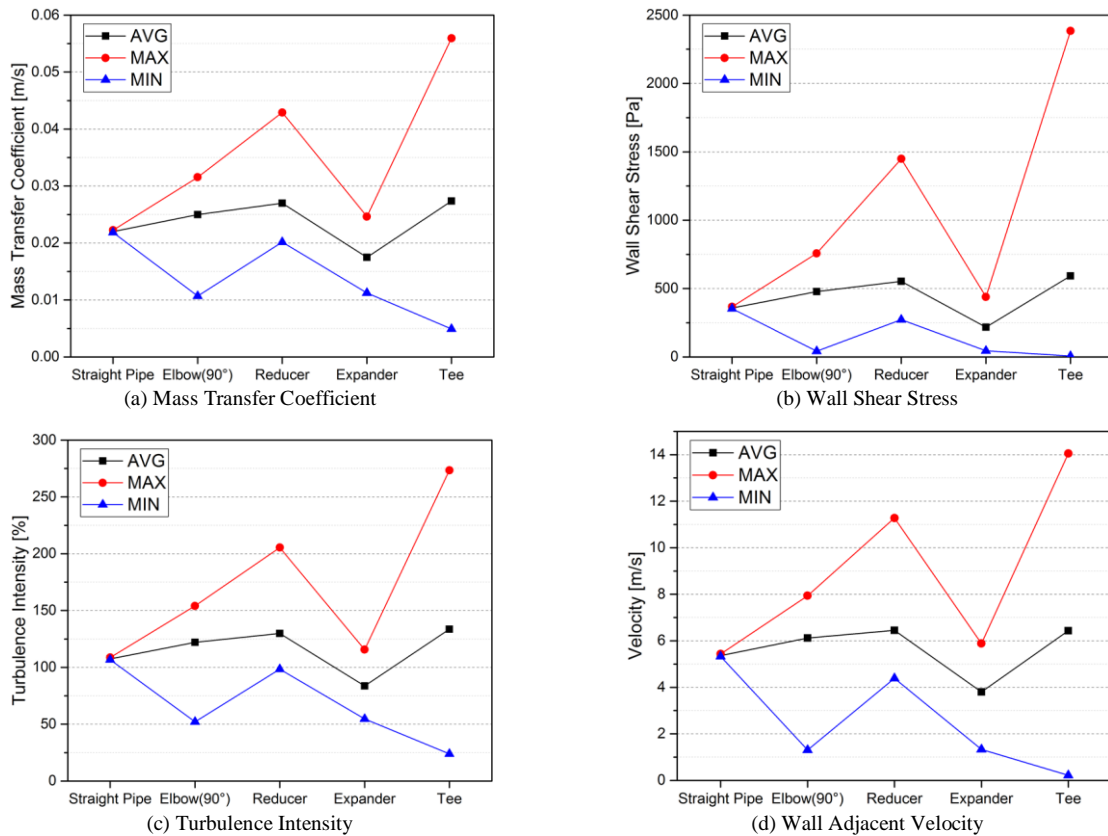 Mass Transfer Coefficient [m/s]
0.06
0.05
0.04
0.03
0.02
0.01
0.00
AVG
MAX
MIN
Straight Pipe Elbow(90°) Reducer Expander Tee
(a) Mass Transfer Coefficient
Wall Shear Stress [Pa]
2500
2000
1500
1000
500
0
AVG
MAX
MIN
Straight Pipe Elbow(90°) Reducer Expander Tee
(b) Wall Shear Stress
Turbulence Intensity [%]
300
250
200
150
100
50
0
AVG
MAX
MIN
Straight Pipe Elbow(90°) Reducer Expander Tee
(c) Turbulence Intensity
Velocity [m/s]
14
12
10
8
6
4
2
0
AVG
MAX
MIN
Straight Pipe Elbow(90°) Reducer Expander Tee
(d) Wall Adjacent Velocity